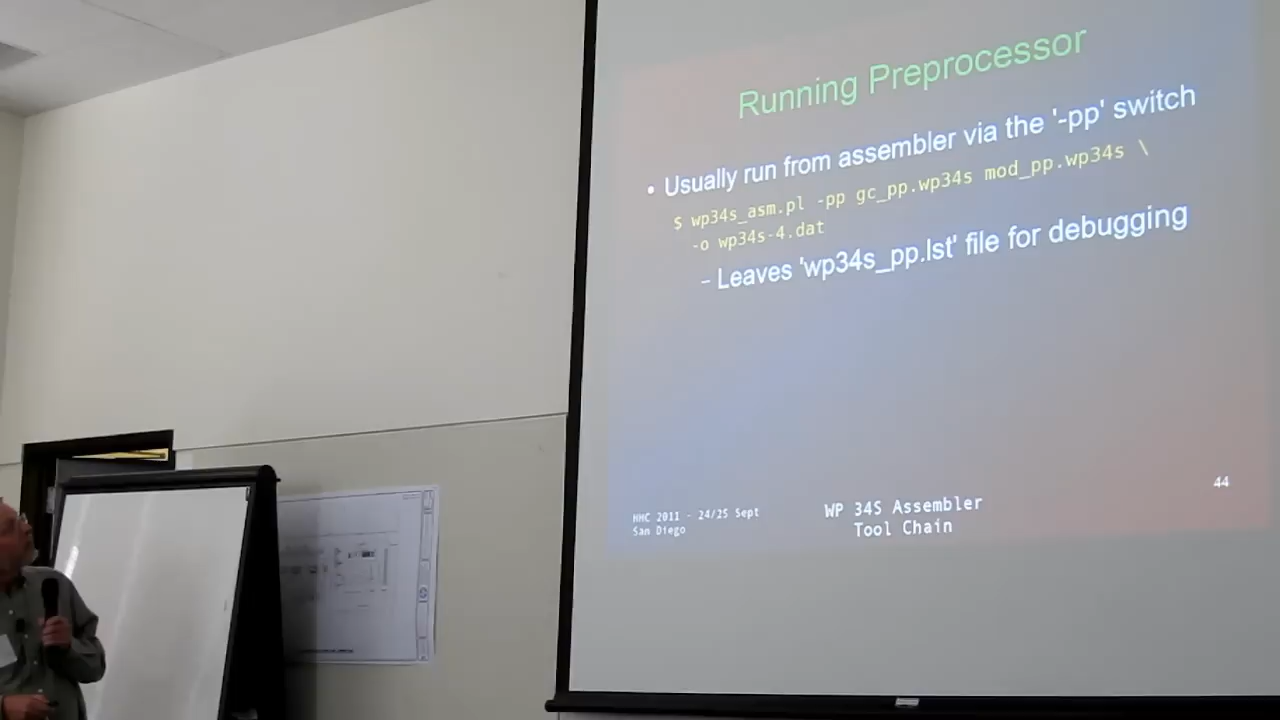 Running Preprocessor
• Usually run from assembler via the '-pp' switch
$ wp34s_asm.pl -pp gc_pp.wp34s mod_pp.wp34s \
-o wp34s-4.dat
– Leaves 'wp34s_pp.lst' file for debugging
HHC 2011 - 24/25 Sept
San Diego
WP 34S Assembler
Tool Chain
44